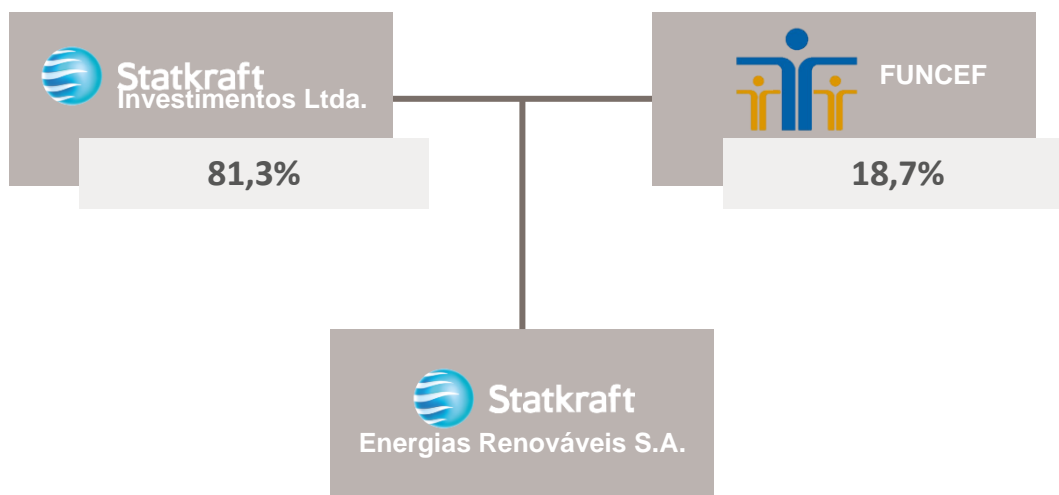 Statkraft
Investimentos Ltda.
81,3%
FUNCEF
18,7%
Statkraft
Energias Renováveis S.A.